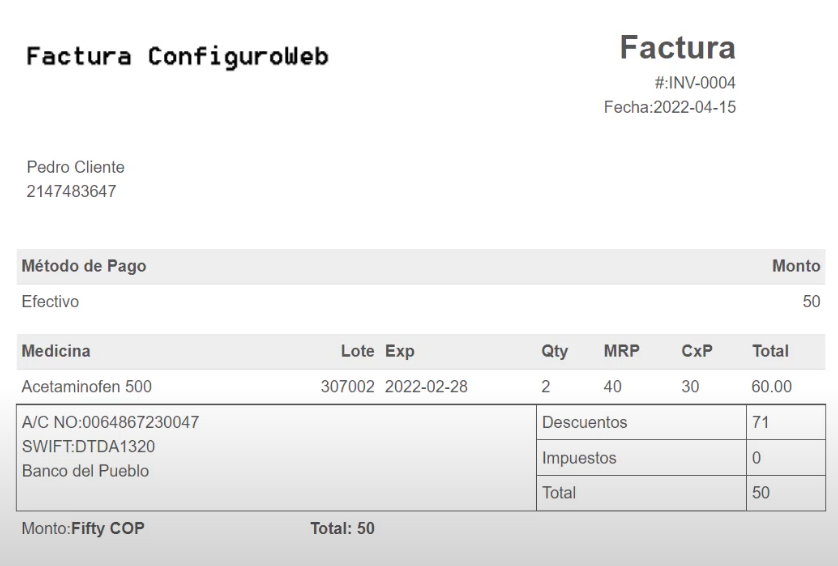 Factura ConfiguroWeb
Factura
#:INV-0004
Fecha:2022-04-15
Pedro Cliente
2147483647
Método de Pago Monto
Efectivo 50
Medicina Lote Exp Qty MRP CxP Total
Acetaminofen 500 307002 2022-02-28 2 40 30 60.00
A/C NO:0064867230047
SWIFT:DTDA1320
Banco del Pueblo
Descuentos 71
Impuestos 0
Total 50
Monto:Fifty COP Total: 50